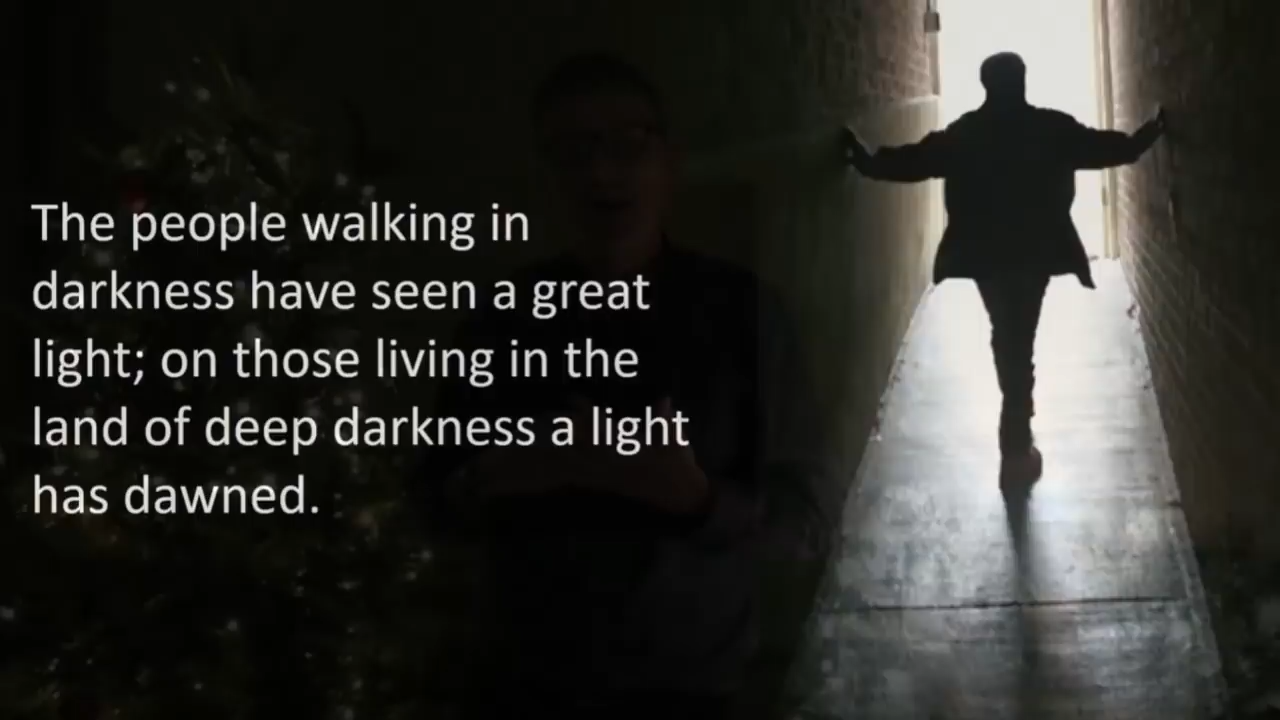 The people walking in
darkness have seen a great
light; on those living in the
land of deep darkness a light
has dawned.